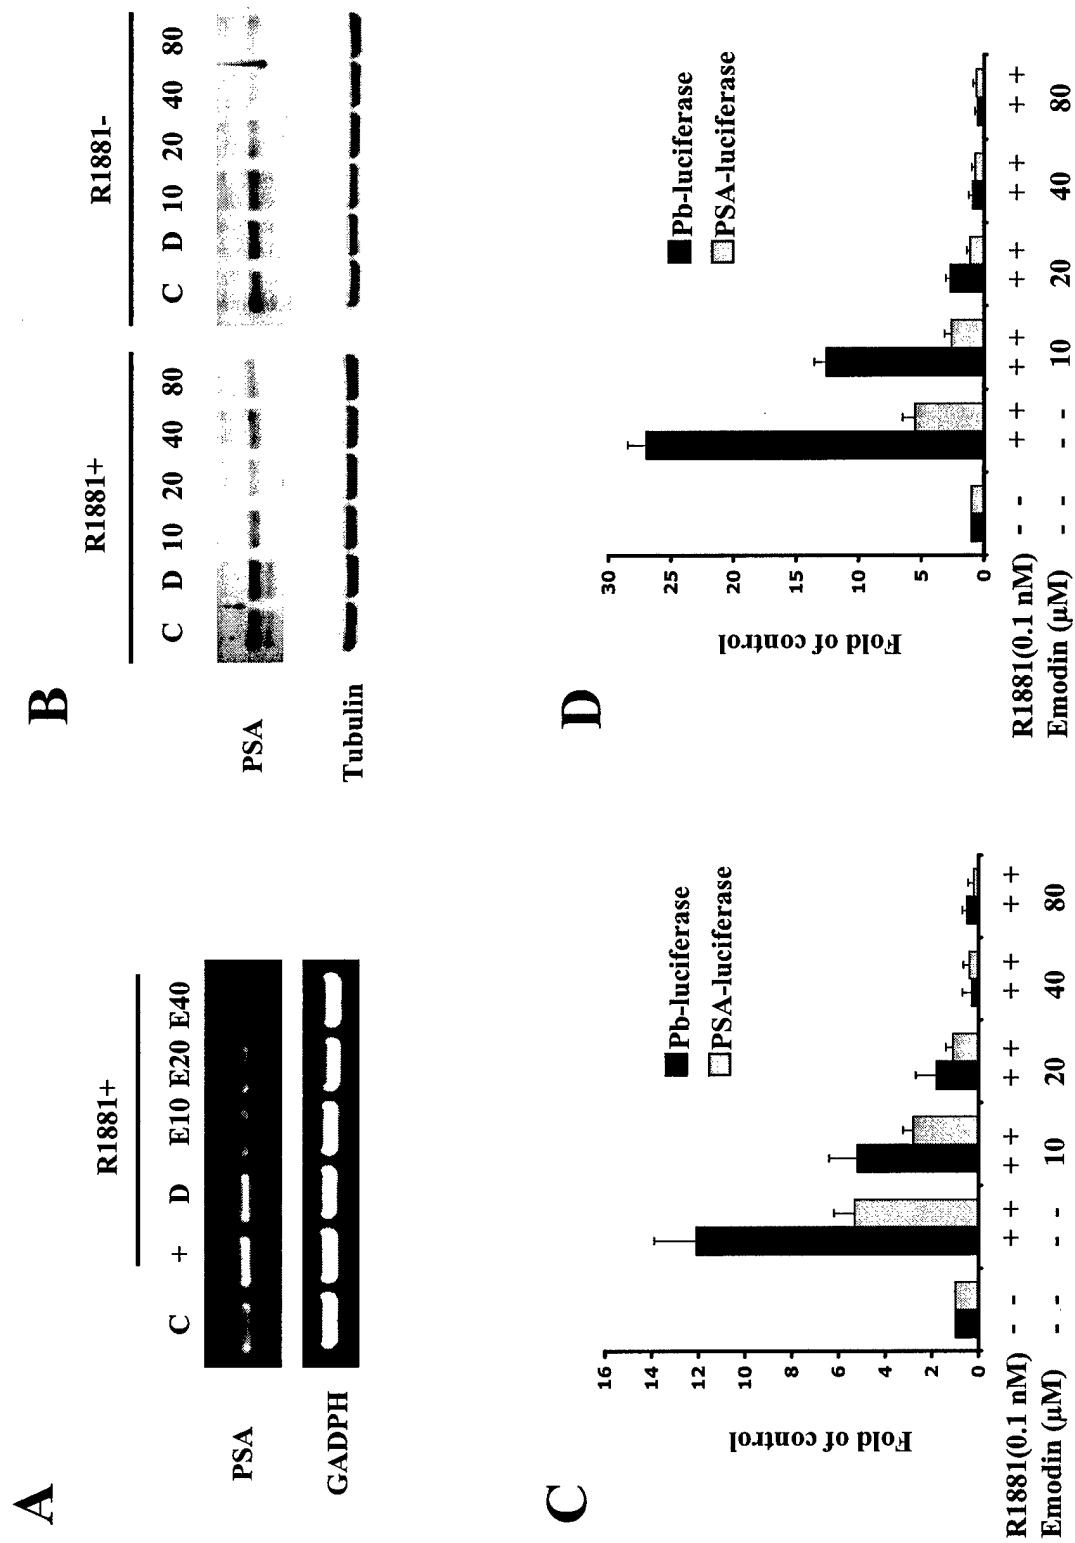 A
R1881+
C + D E10 E20 E40
PSA
GADPH
B
R1881+ R1881-
C D 10 20 40 80 C D 10 20 40 80
PSA
Tubulin
C
Fold of control
16
14
12
10
8
6
4
2
0
Pb-luciferase
PSA-luciferase
R1881(0.1 nM) - - + + + + + + + + + +
Emodin (μM) - - - - 10 20 40 80
D
Fold of control
30
25
20
15
10
5
0
Pb-luciferase
PSA-luciferase
R1881(0.1 nM) - - + + + + + + + + + +
Emodin (μM) - - - - 10 20 40 80